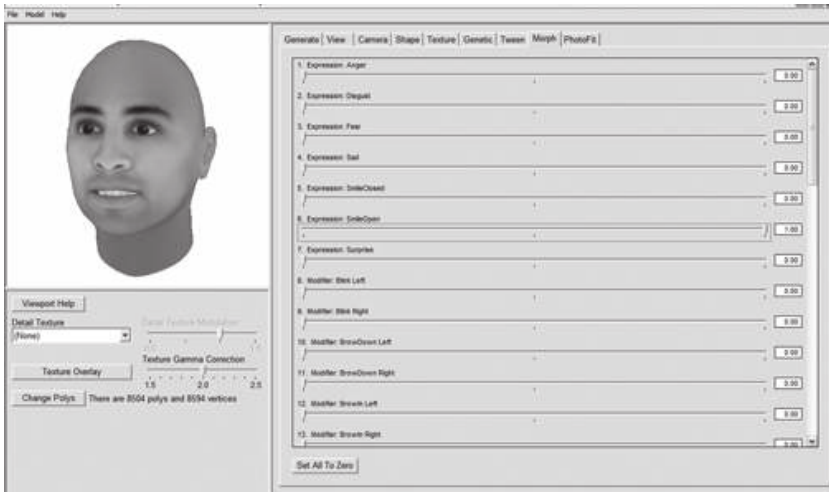 File Model Help
Generate View Camera Shape Texture Genetic Tween Morph PhotoFit
1. Expression: Anger
0.00
2. Expression: Disgust
0.00
3. Expression: Fear
0.00
4. Expression: Sad
0.00
5. Expression: SmileClosed
0.00
6. Expression: SmileOpen
1.00
7. Expression: Surprise
0.00
8. Modifier: Blink Left
0.00
9. Modifier: Blink Right
0.00
10. Modifier: BrowDown Left
0.00
11. Modifier: BrowDown Right
0.00
12. Modifier: BrowIn Left
0.00
13. Modifier: BrowIn Right
0.00
Set All To Zero
Viewport Help
Detail Texture
Detail Texture Modulation
(None)
Texture Gamma Correction
Texture Overlay
1.5 2.0 2.5
Change Polys There are 8504 polys and 8594 vertices